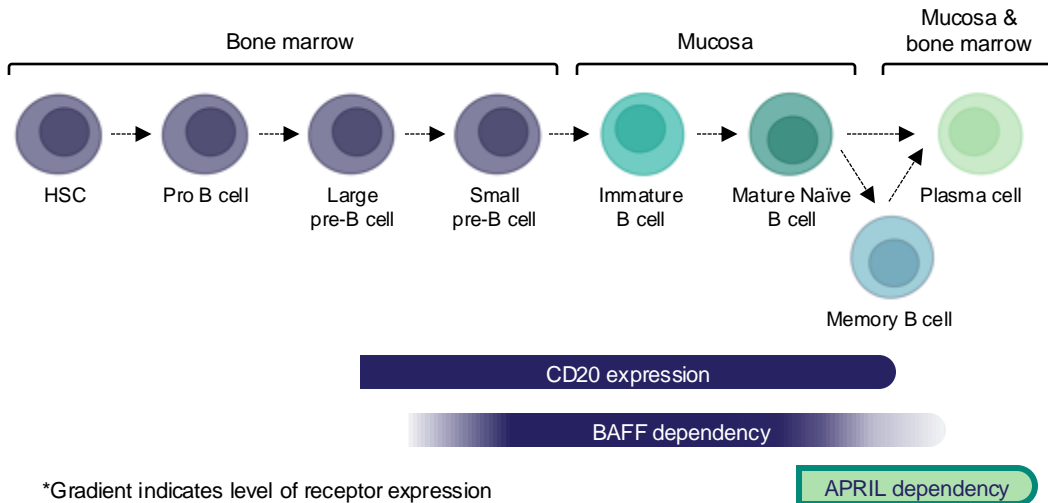 Bone marrow
Mucosa
Mucosa &
bone marrow
HSC
Pro B cell
Large
pre-B cell
Small
pre-B cell
Immature
B cell
Mature Naïve
B cell
Plasma cell
Memory B cell
CD20 expression
BAFF dependency
APRIL dependency
*Gradient indicates level of receptor expression